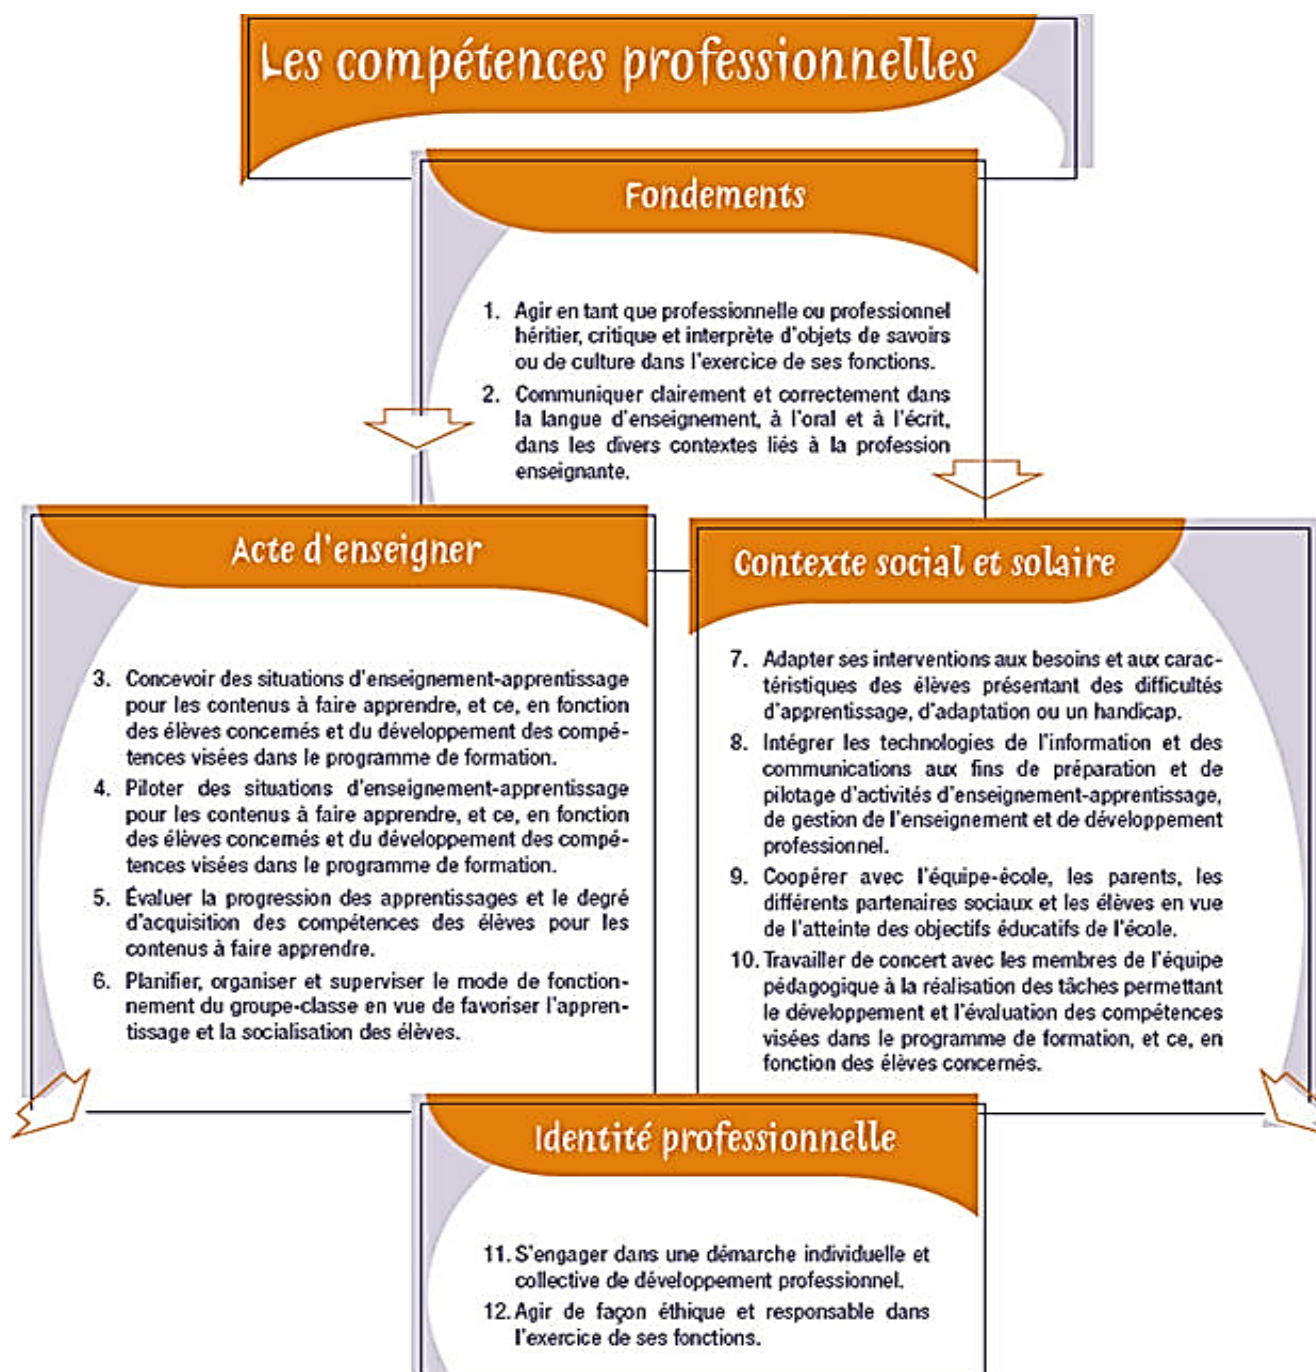 Les compétences professionnelles
Fondements
1. Agir en tant que professionnelle ou professionnel
héritier, critique et interprète d'objets de savoirs
ou de culture dans l'exercice de ses fonctions.
2. Communiquer clairement et correctement dans
la langue d'enseignement, à l'oral et à l'écrit,
dans les divers contextes liés à la profession
enseignante.
Acte d'enseigner
3. Concevoir des situations d'enseignement-apprentissage
pour les contenus à faire apprendre, et ce, en fonction
des élèves concernés et du développement des compé-
tences visées dans le programme de formation.
4. Piloter des situations d'enseignement-apprentissage
pour les contenus à faire apprendre, et ce, en fonction
des élèves concernés et du développement des compé-
tences visées dans le programme de formation.
5. Évaluer la progression des apprentissages et le degré
d'acquisition des compétences des élèves pour les
contenus à faire apprendre.
6. Planifier, organiser et superviser le mode de fonction-
nement du groupe-classe en vue de favoriser l'appren-
tissage et la socialisation des élèves.
Contexte social et solaire
7. Adapter ses interventions aux besoins et aux carac-
téristiques des élèves présentant des difficultés
d'apprentissage, d'adaptation ou un handicap.
8. Intégrer les technologies de l'information et des
communications aux fins de préparation et de
pilotage d'activités d'enseignement-apprentissage,
de gestion de l'enseignement et de développement
professionnel.
9. Coopérer avec l'équipe-école, les parents, les
différents partenaires sociaux et les élèves en vue
de l'atteinte des objectifs éducatifs de l'école.
10. Travailler de concert avec les membres de l'équipe
pédagogique à la réalisation des tâches permettant
le développement et l'évaluation des compétences
visées dans le programme de formation, et ce, en
fonction des élèves concernés.
Identité professionnelle
11. S'engager dans une démarche individuelle et
collective de développement professionnel.
12. Agir de façon éthique et responsable dans
l'exercice de ses fonctions.